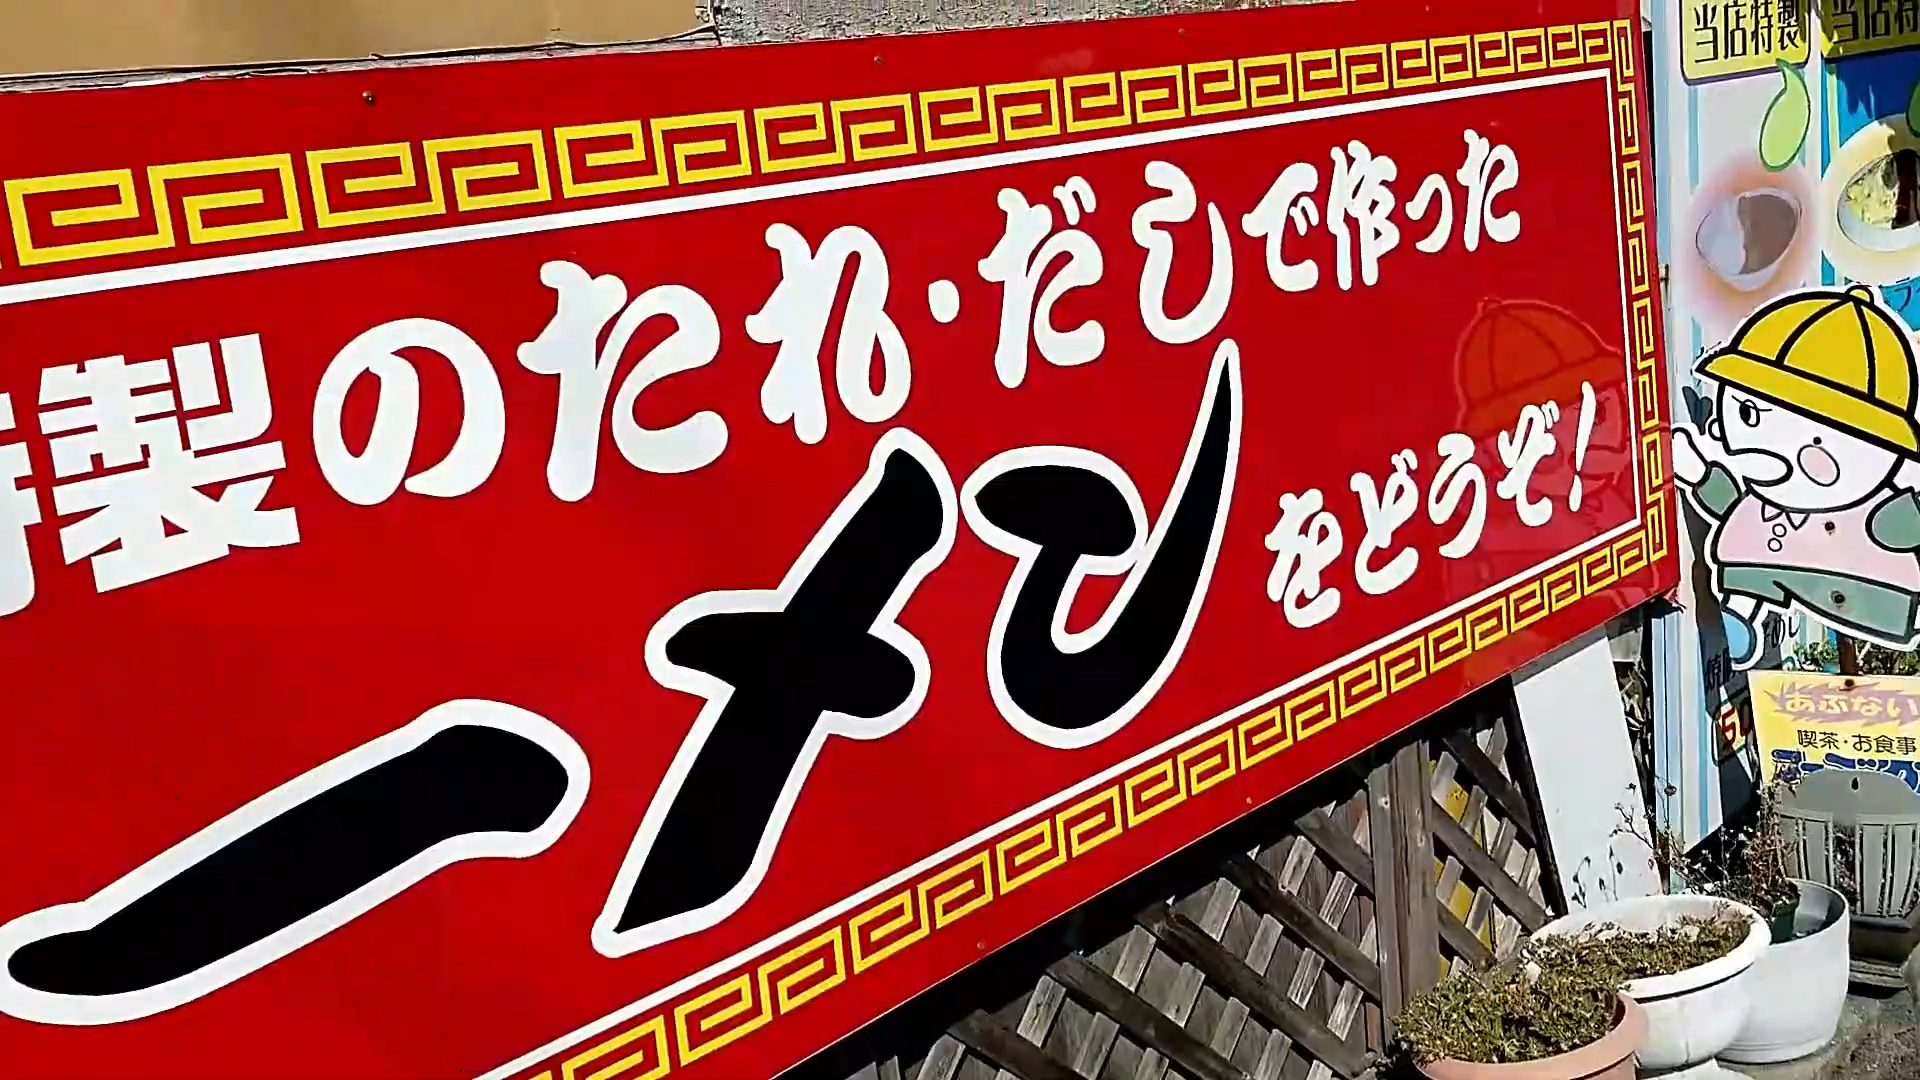 特製のたれ・だしで作った
ーメン
をどうぞ!
当店特製
当店特
あぶない
喫茶・お食事